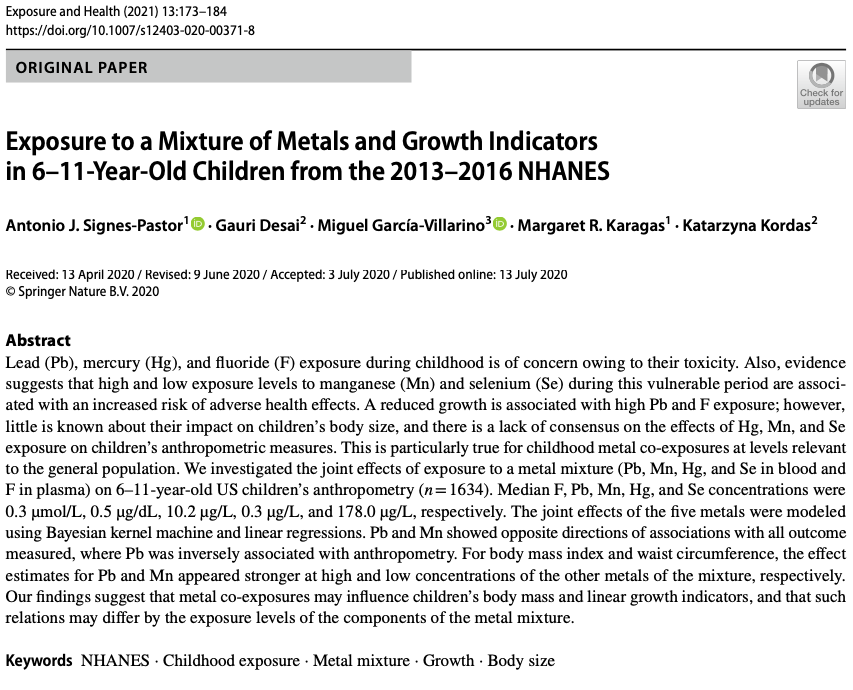 Exposure and Health (2021) 13:173–184
https://doi.org/10.1007/s12403-020-00371-8
ORIGINAL PAPER
Check for
updates
Exposure to a Mixture of Metals and Growth Indicators
in 6–11-Year-Old Children from the 2013–2016 NHANES
Antonio J. Signes-Pastor1 iD · Gauri Desai2 · Miguel García-Villarino3 iD · Margaret R. Karagas1 · Katarzyna Kordas2
Received: 13 April 2020 / Revised: 9 June 2020 / Accepted: 3 July 2020 / Published online: 13 July 2020
© Springer Nature B.V. 2020
Abstract
Lead (Pb), mercury (Hg), and fluoride (F) exposure during childhood is of concern owing to their toxicity. Also, evidence
suggests that high and low exposure levels to manganese (Mn) and selenium (Se) during this vulnerable period are associ-
ated with an increased risk of adverse health effects. A reduced growth is associated with high Pb and F exposure; however,
little is known about their impact on children's body size, and there is a lack of consensus on the effects of Hg, Mn, and Se
exposure on children's anthropometric measures. This is particularly true for childhood metal co-exposures at levels relevant
to the general population. We investigated the joint effects of exposure to a metal mixture (Pb, Mn, Hg, and Se in blood and
F in plasma) on 6–11-year-old US children's anthropometry (n = 1634). Median F, Pb, Mn, Hg, and Se concentrations were
0.3 µmol/L, 0.5 µg/dL, 10.2 µg/L, 0.3 µg/L, and 178.0 µg/L, respectively. The joint effects of the five metals were modeled
using Bayesian kernel machine and linear regressions. Pb and Mn showed opposite directions of associations with all outcome
measured, where Pb was inversely associated with anthropometry. For body mass index and waist circumference, the effect
estimates for Pb and Mn appeared stronger at high and low concentrations of the other metals of the mixture, respectively.
Our findings suggest that metal co-exposures may influence children's body mass and linear growth indicators, and that such
relations may differ by the exposure levels of the components of the metal mixture.
Keywords NHANES · Childhood exposure · Metal mixture · Growth · Body size